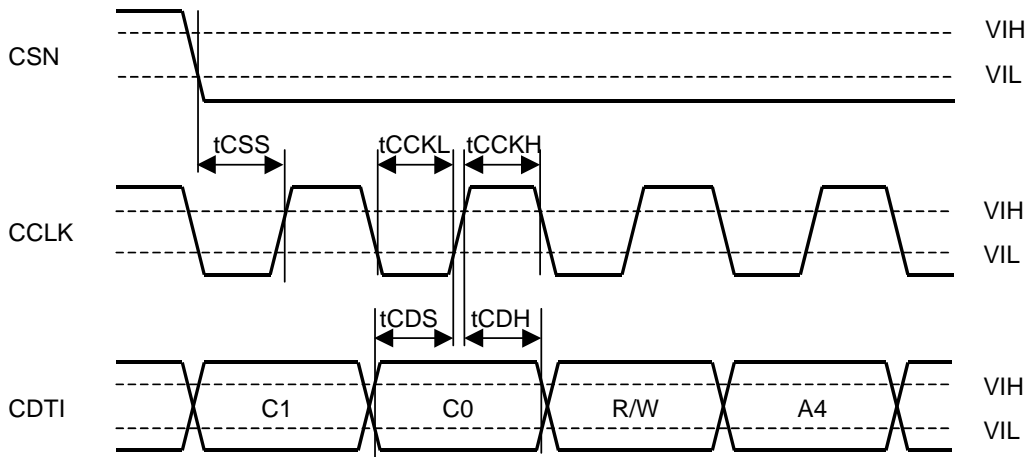 CSN
VIH
VIL
tCSS
tCCKL
tCCKH
CCLK
VIH
VIL
tCDS
tCDH
CDTI
C1
C0
R/W
A4
VIH
VIL